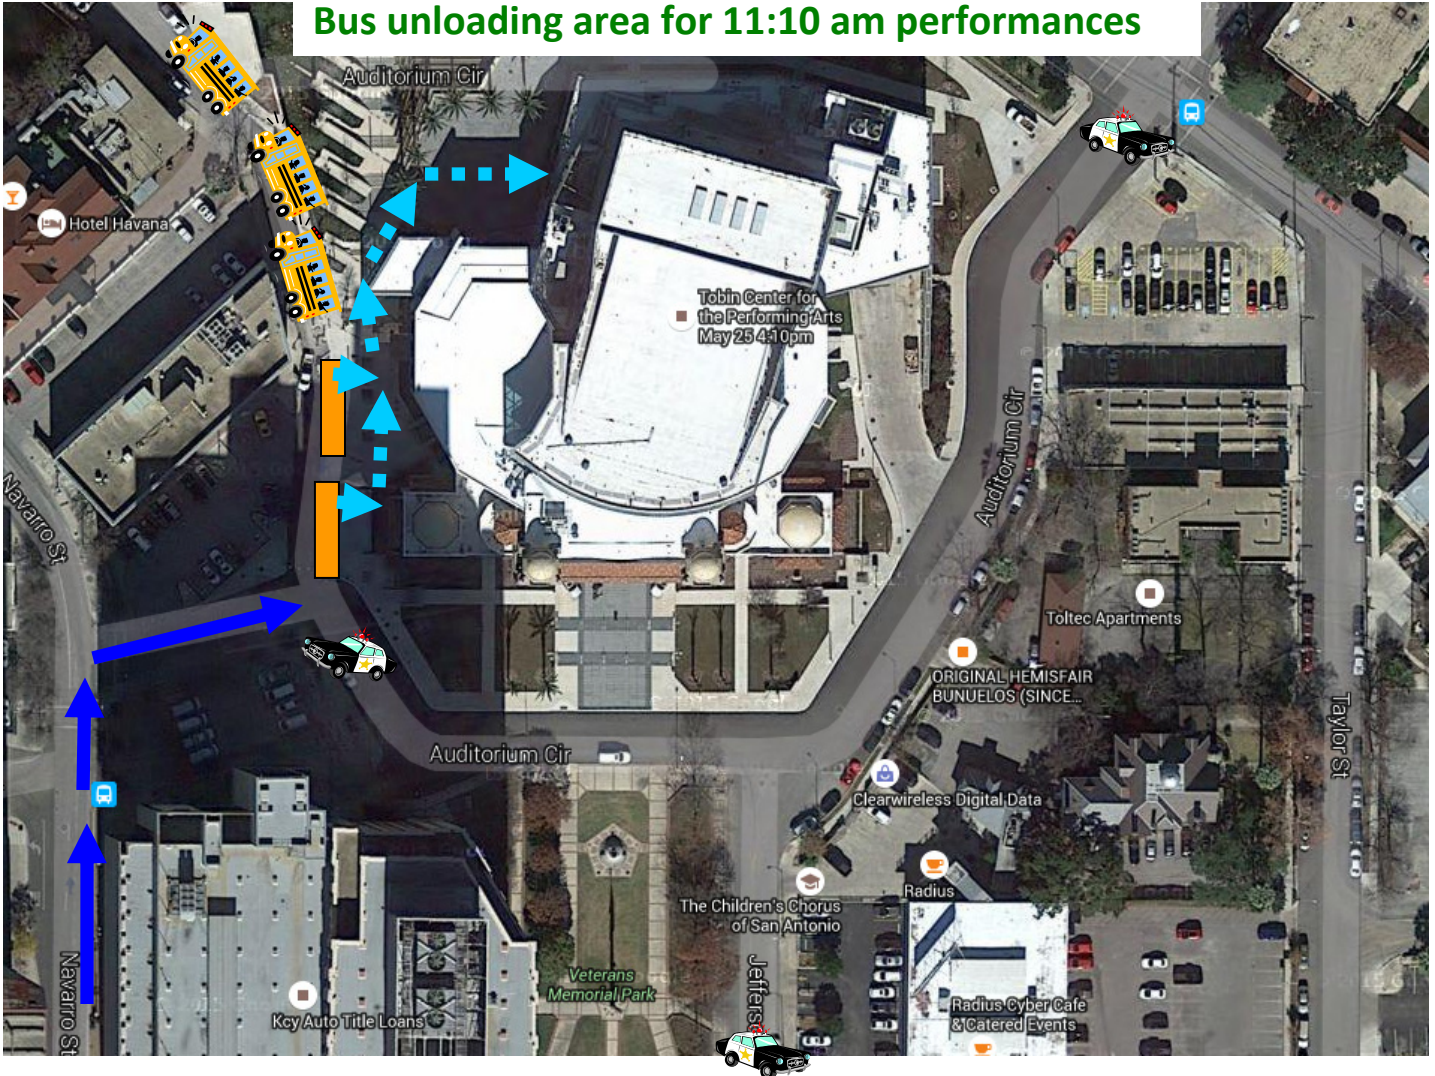 Bus unloading area for 11:10 am performances
Auditorium Cir
Hotel Havana
Tobin Center for
the Performing Arts
May 25 4:10pm
Auditorium Cir
Navarro St
Toltec Apartments
ORIGINAL HEMISFAIR
BUNUELOS (SINCE...
Taylor St
Auditorium Cir
Clearwireless Digital Data
Radius
The Children's Chorus
of San Antonio
Navarro St
Veterans
Memorial Park
Jeffers
Kcy Auto Title Loans
Radius Cyber Cafe
& Catered Events